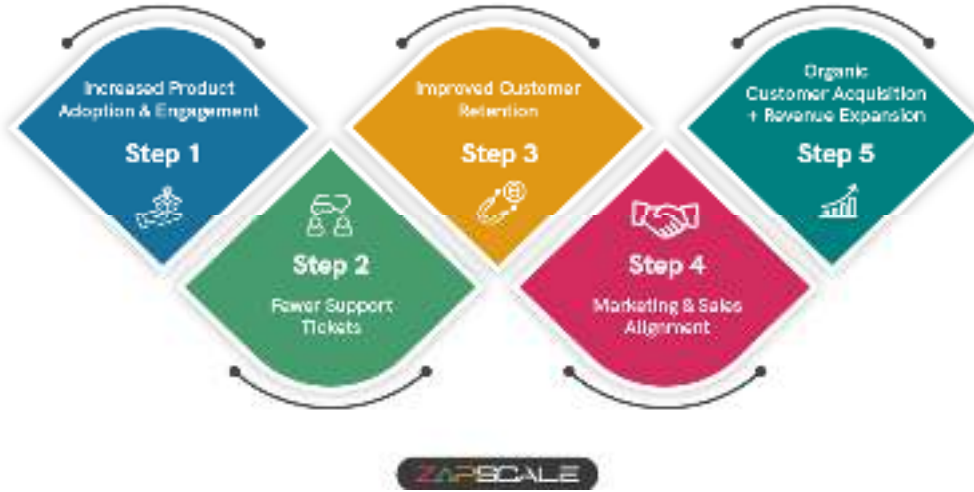 Increased Product
Adoption & Engagement
Step 1
Step 2
Fewer Support
Tickets
Improved Customer
Retention
Step 3
Step 4
Marketing & Sales
Alignment
Organic
Customer Acquisition
+ Revenue Expansion
Step 5
ZAPSCALE